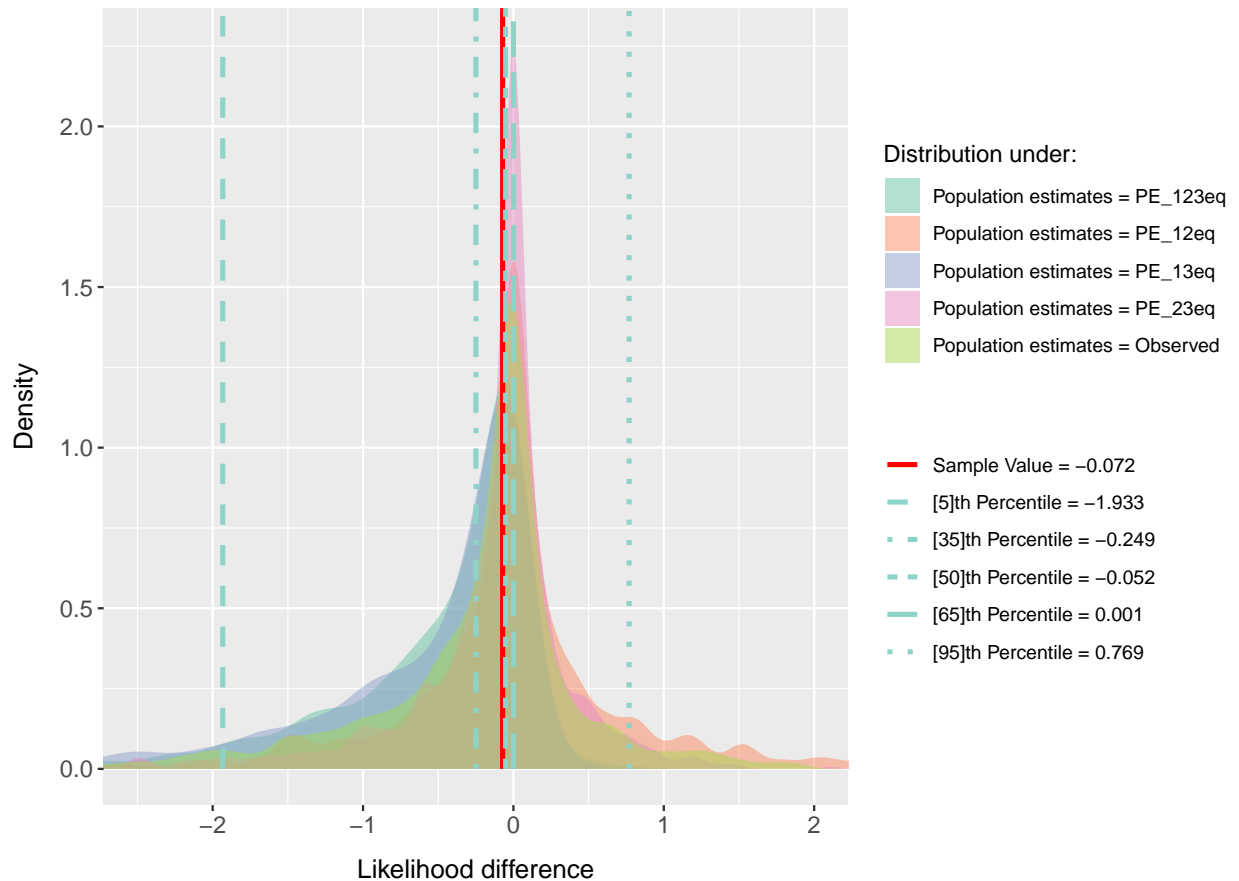 2.0
1.5
1.0
0.5
0.0
Density
−2
−1
0
1
2
Likelihood difference
Distribution under:
Population estimates = PE_123eq
Population estimates = PE_12eq
Population estimates = PE_13eq
Population estimates = PE_23eq
Population estimates = Observed
Sample Value = −0.072
[5]th Percentile = −1.933
[35]th Percentile = −0.249
[50]th Percentile = −0.052
[65]th Percentile = 0.001
[95]th Percentile = 0.769